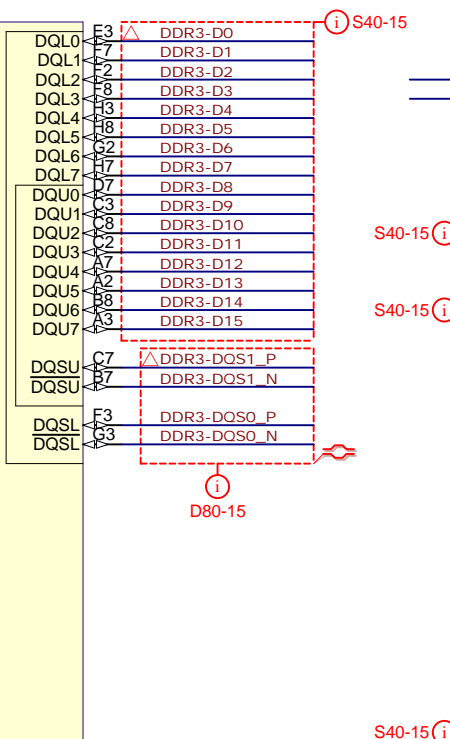 S40-15
DQL0 E3 DDR3-D0
DQL1 F7 DDR3-D1
DQL2 F2 DDR3-D2
DQL3 F8 DDR3-D3
DQL4 H3 DDR3-D4
DQL5 H8 DDR3-D5
DQL6 G2 DDR3-D6
DQL7 H7 DDR3-D7
DQU0 D7 DDR3-D8
DQU1 C3 DDR3-D9
DQU2 C8 DDR3-D10
S40-15
DQU3 C2 DDR3-D11
DQU4 A7 DDR3-D12
DQU5 A2 DDR3-D13
DQU6 B8 DDR3-D14
S40-15
DQU7 A3 DDR3-D15
DQSU C7 DDR3-DQS1_P
DQSU B7 DDR3-DQS1_N
DQSL F3 DDR3-DQS0_P
DQSL G3 DDR3-DQS0_N
D80-15
S40-15